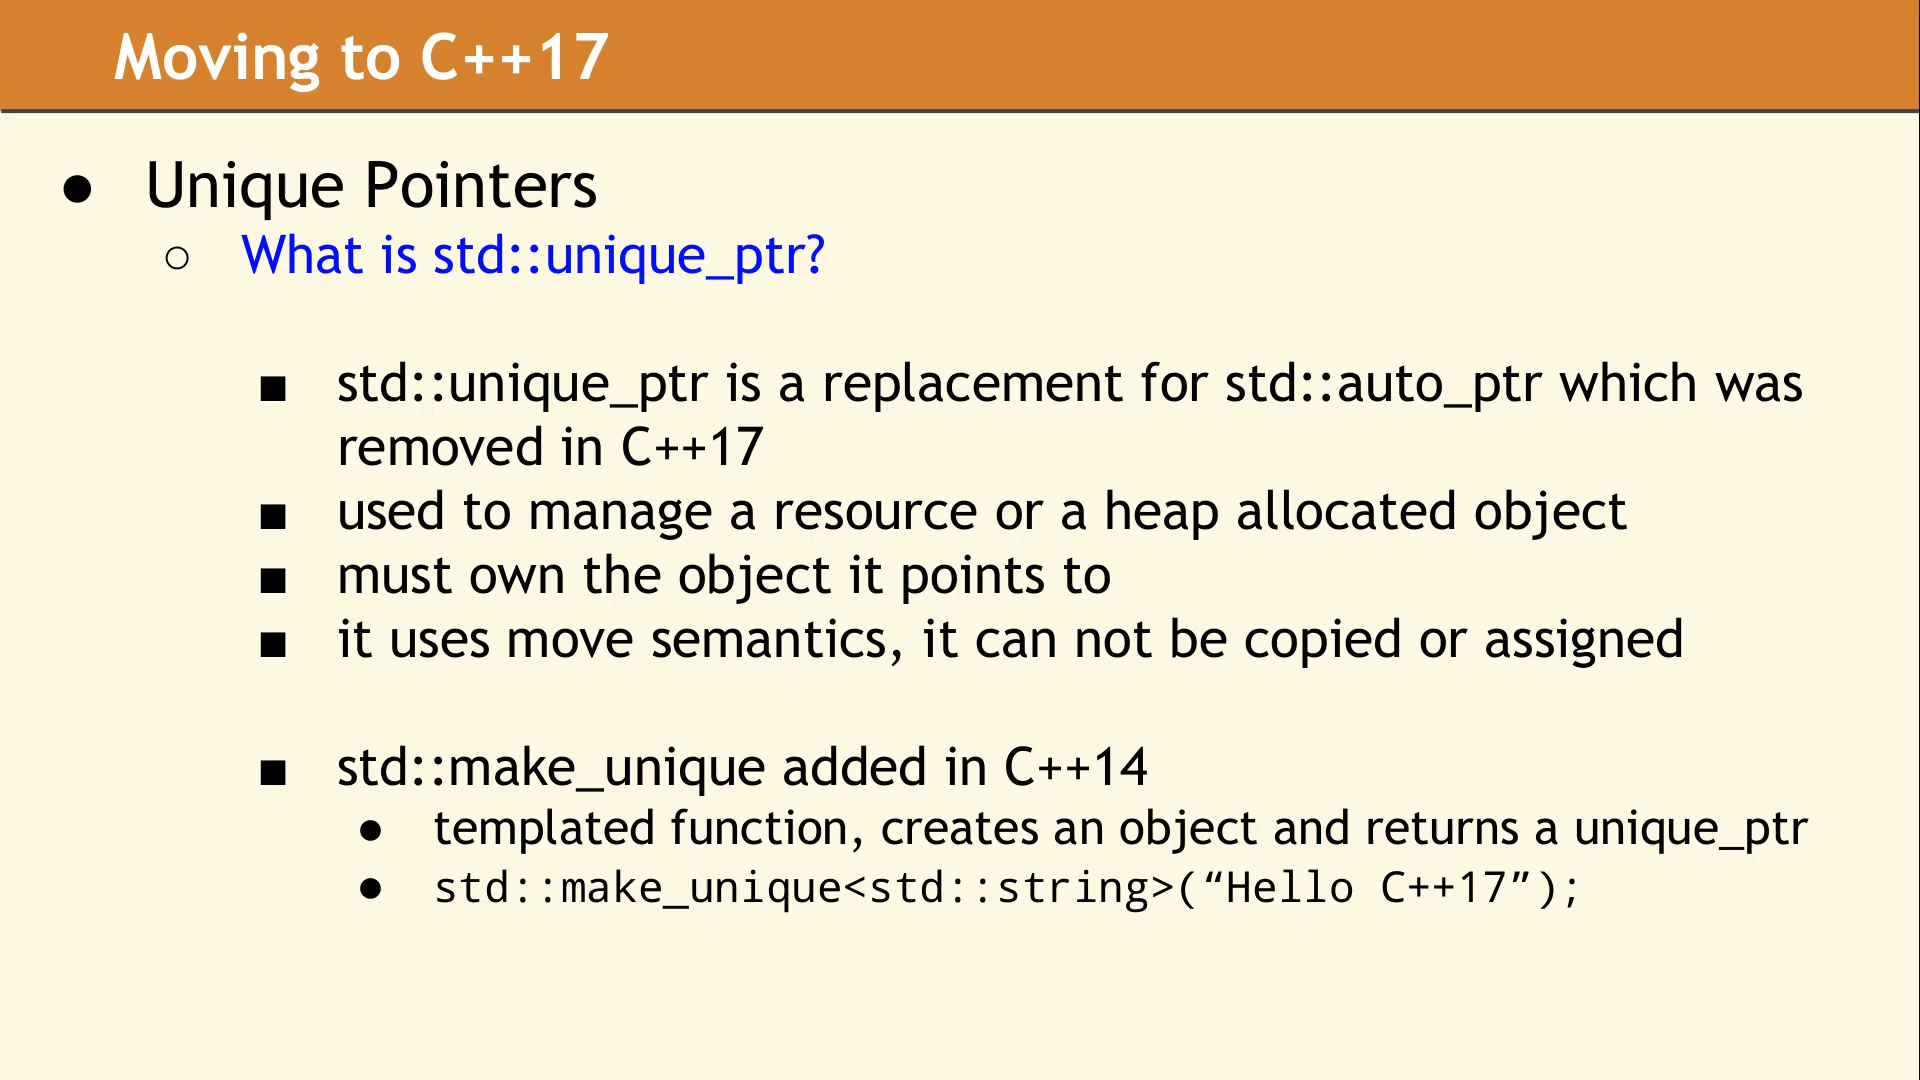 Moving to C++17
● Unique Pointers
○ What is std::unique_ptr?
■ std::unique_ptr is a replacement for std::auto_ptr which was
removed in C++17
■ used to manage a resource or a heap allocated object
■ must own the object it points to
■ it uses move semantics, it can not be copied or assigned
■ std::make_unique added in C++14
● templated function, creates an object and returns a unique_ptr
● std::make_unique<std::string>(“Hello C++17”);